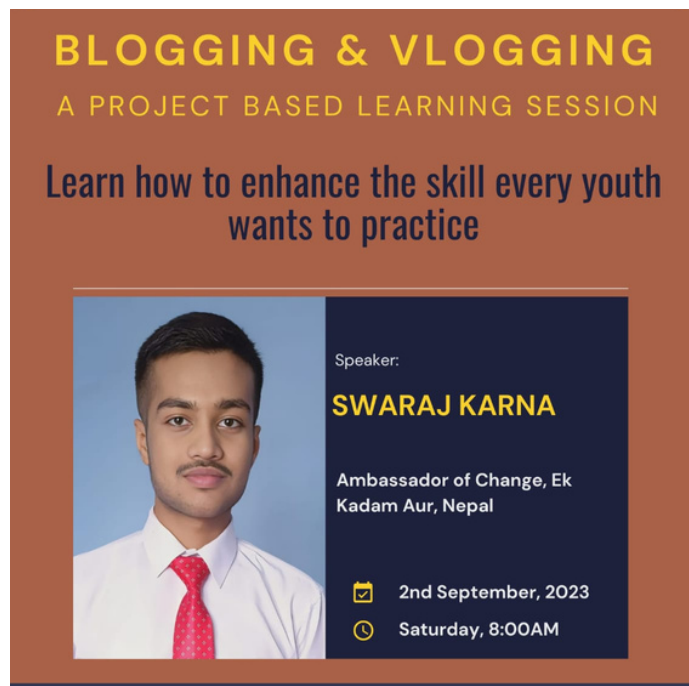 BLOGGING & VLOGGING
A PROJECT BASED LEARNING SESSION
Learn how to enhance the skill every youth
wants to practice
Speaker:
SWARAJ KARNA
Ambassador of Change, Ek
Kadam Aur, Nepal
2nd September, 2023
Saturday, 8:00AM